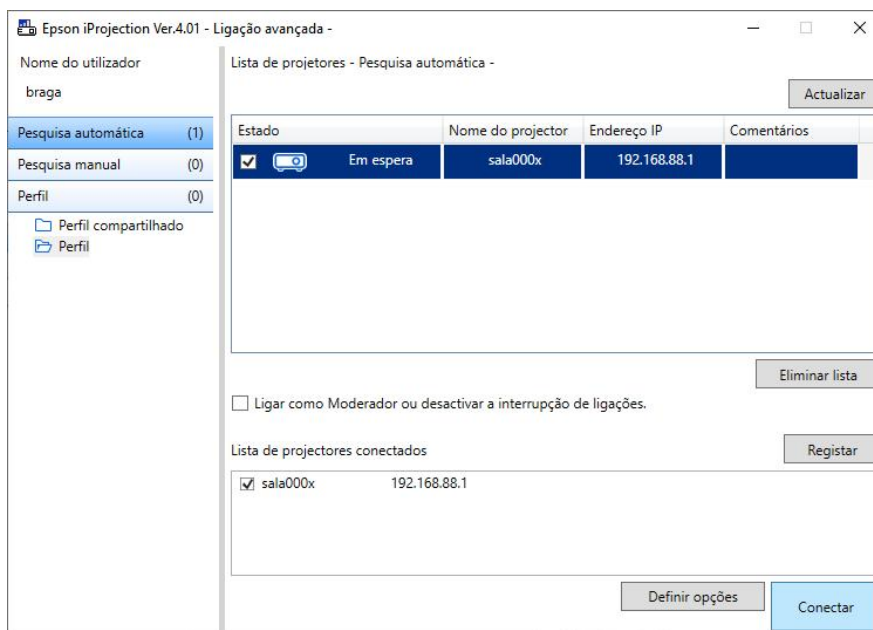 Epson iProjection Ver.4.01 - Ligação avançada -
Nome do utilizador
braga
Pesquisa automática (1)
Pesquisa manual (0)
Perfil (0)
Perfil compartilhado
Perfil
Lista de projetores - Pesquisa automática -
Actualizar
Estado Nome do projector Endereço IP Comentários
Em espera sala000x 192.168.88.1
Eliminar lista
Ligar como Moderador ou desactivar a interrupção de ligações.
Lista de projectores conectados
Registar
sala000x 192.168.88.1
Definir opções
Conectar